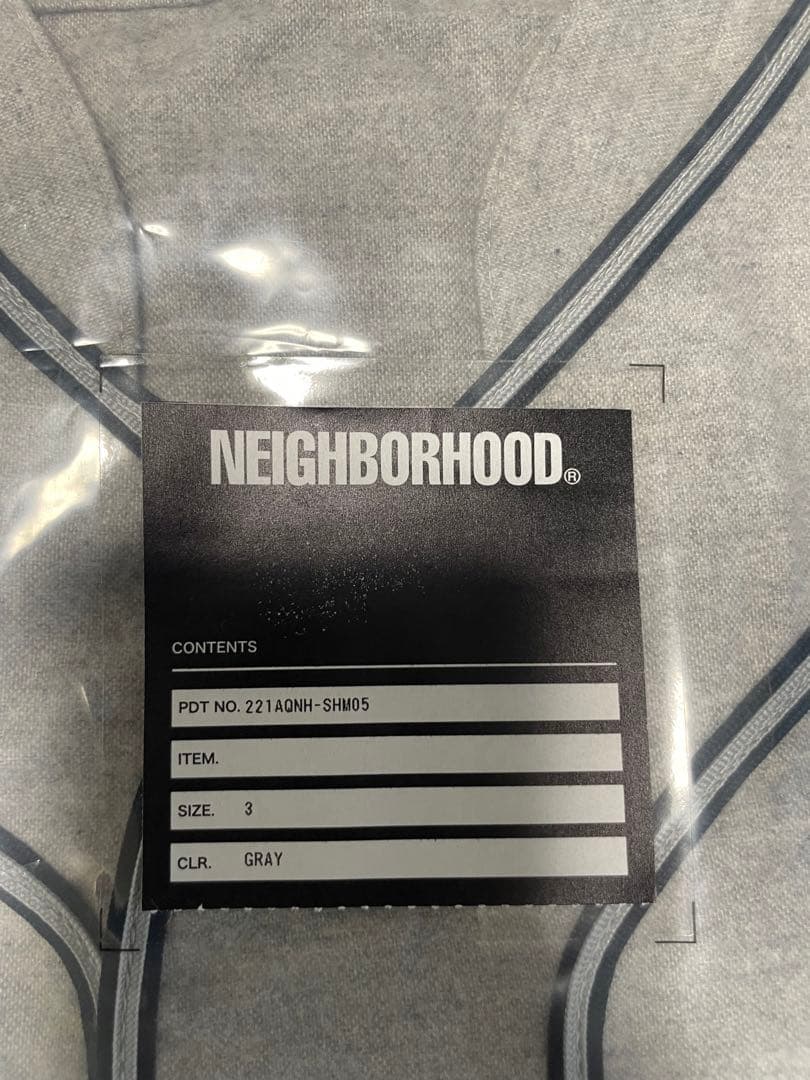 NEIGHBORHOOD®
CONTENTS
PDT NO. 221AQNH-SHM05
ITEM.
SIZE. 3
CLR. GRAY